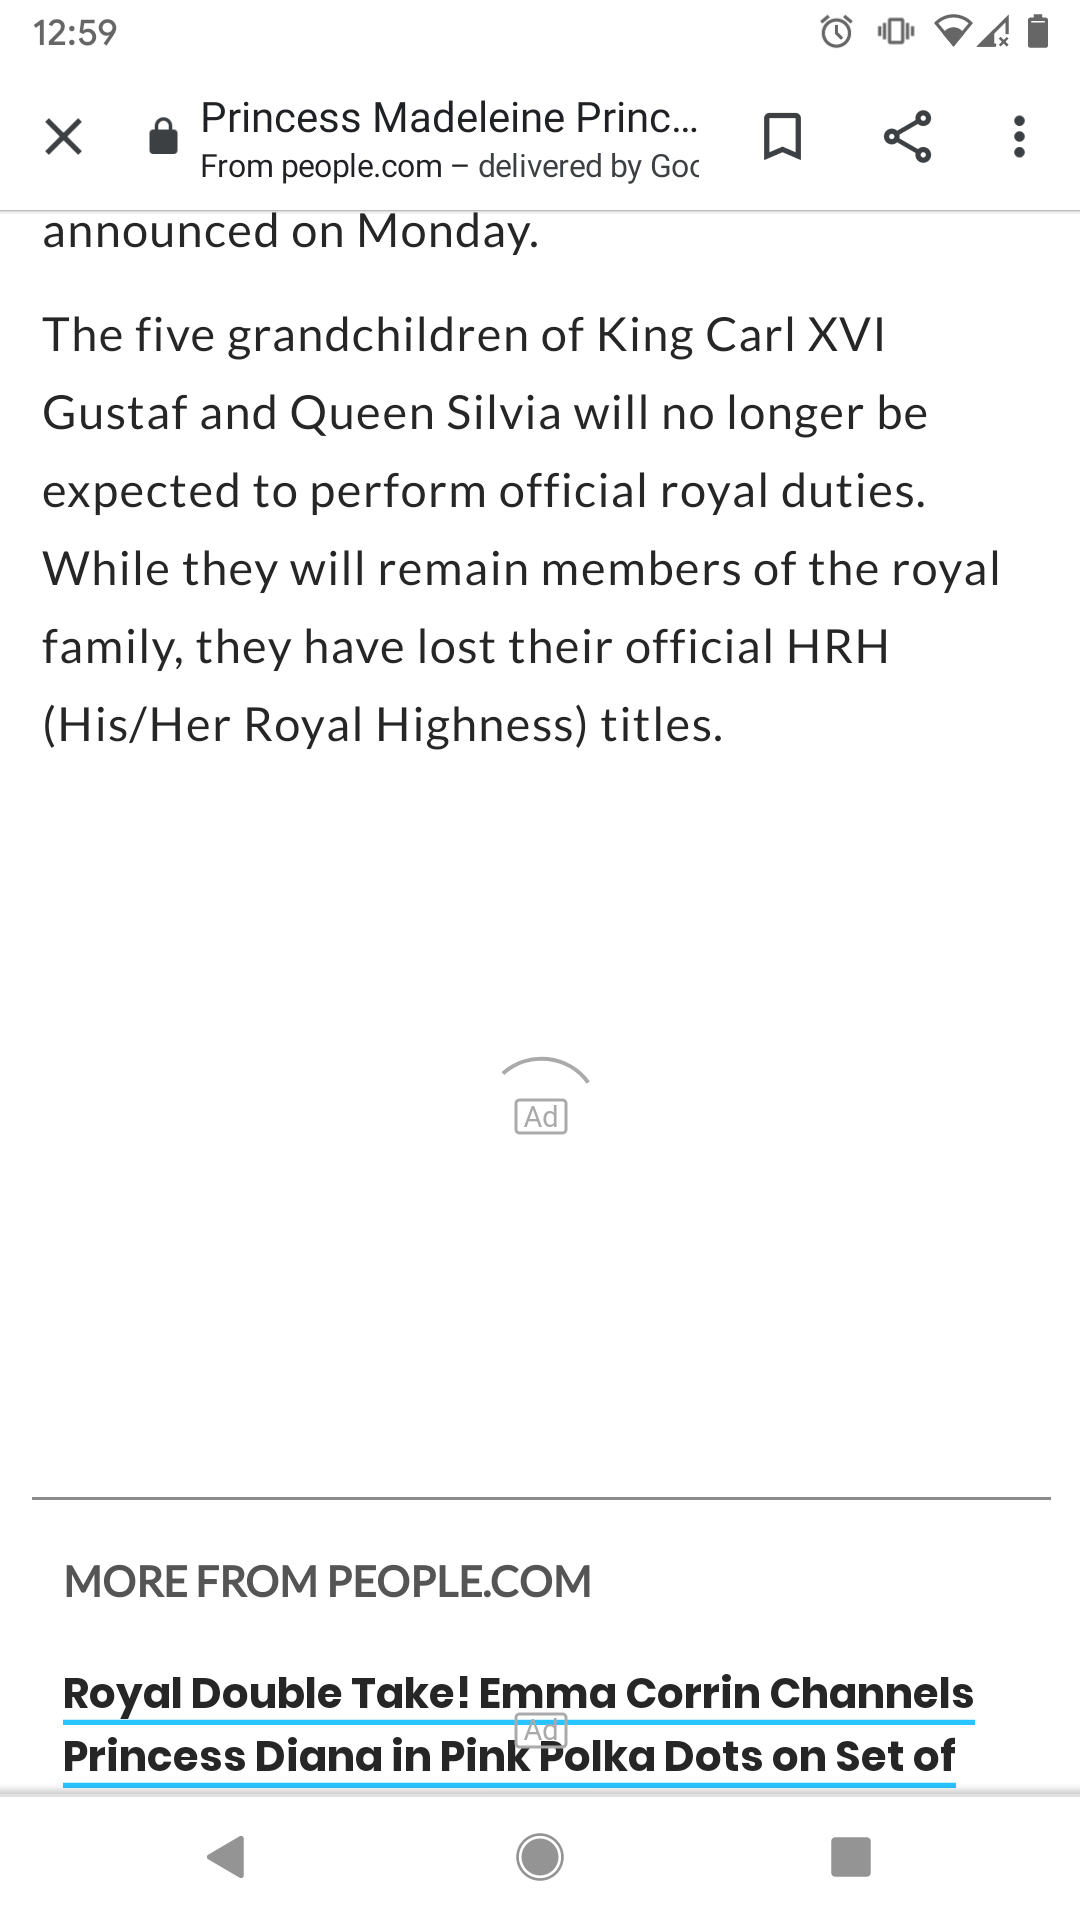 12:59
Princess Madeleine Princ...
From people.com – delivered by Goo
announced on Monday.
The five grandchildren of King Carl XVI
Gustaf and Queen Silvia will no longer be
expected to perform official royal duties.
While they will remain members of the royal
family, they have lost their official HRH
(His/Her Royal Highness) titles.
Ad
MORE FROM PEOPLE.COM
Royal Double Take! Emma Corrin Channels
Ad
Princess Diana in Pink Polka Dots on Set of